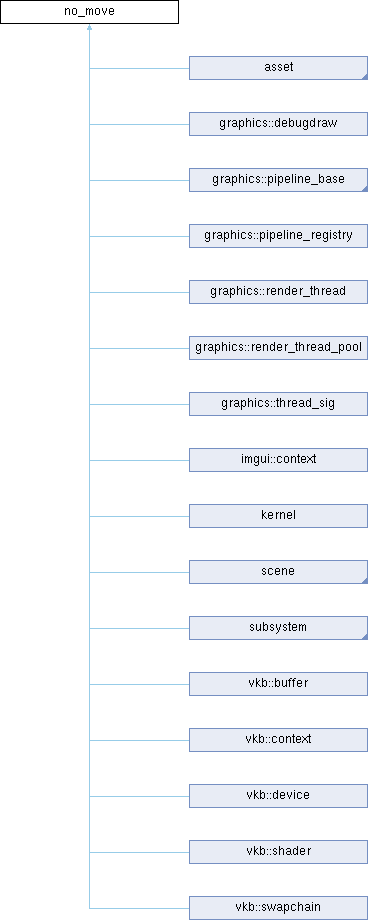 no_move
asset
graphics::debugdraw
graphics::pipeline_base
graphics::pipeline_registry
graphics::render_thread
graphics::render_thread_pool
graphics::thread_sig
imgui::context
kernel
scene
subsystem
vkb::buffer
vkb::context
vkb::device
vkb::shader
vkb::swapchain